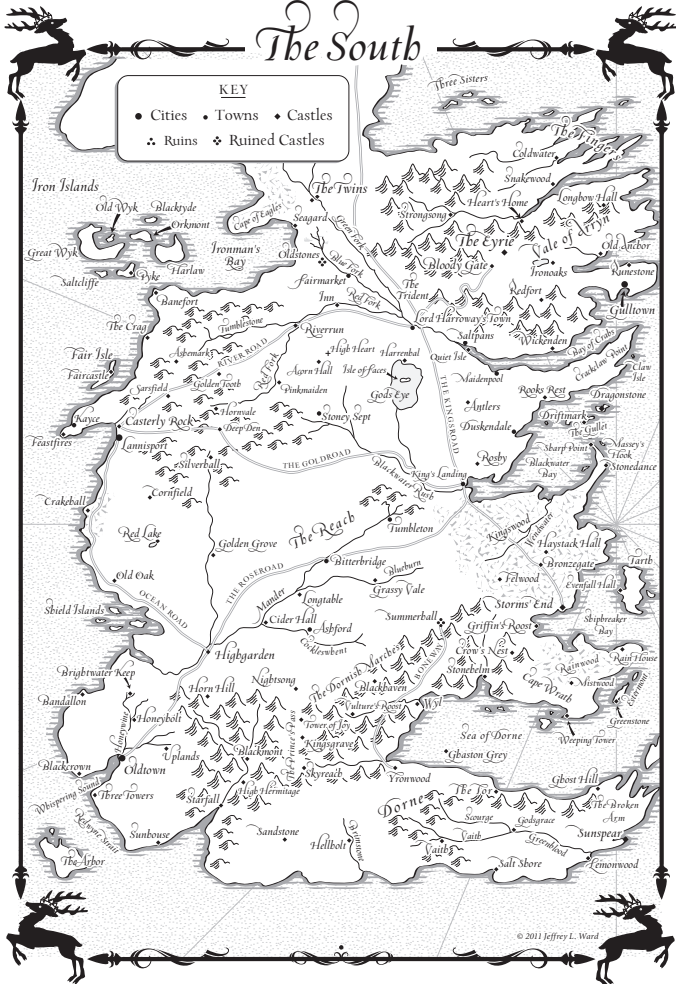 The South
KEY
Cities
Towns
Castles
Ruins
Ruined Castles
Three Sisters
The Fingers
Coldwater
Snakewood
Heart's Home
Longbow Hall
Strongsong
The Eyrie
Vale of Arryn
Old Anchor
Bloody Gate
Ironoaks
Runestone
Redfort
Gulltown
Wickenden
Iron Islands
Old Wyk
Blacktyde
Orkmont
Great Wyk
Harlaw
Pyke
Saltcliffe
Ironman's
Bay
Cape of Eagles
The Twins
Seagard
Green Fork
Oldstones
Blue Fork
Fairmarket
Inn
Red Fork
The
Trident
Lord Harroway's Town
Saltpans
Quiet Isle
Bay of Crabs
Crackclaw Point
Claw
Isle
Banefort
The Crag
Tumblestone
Riverrun
RIVER ROAD
Ashemark
Fair Isle
Faircastle
Sarsfield
Golden Tooth
Red Fork
High Heart
Acorn Hall
Harrenhal
Isle of Faces
Gods Eye
Pinkmaiden
Maidenpool
Rooks Rest
Dragonstone
Antlers
Driftmark
The Gullet
Duskendale
THE KINGSROAD
Sharp Point
Massey's
Hook
Stonedance
Rosby
Blackwater
Bay
King's Landing
Kayce
Feastfires
Casterly Rock
Lannisport
Hornvale
Deep Den
Stoney Sept
THE GOLDROAD
Blackwater Rush
Silverhall
Cornfield
Crakehall
Red Lake
Golden Grove
The Reach
Tumbleton
Kingswood
Wendwater
Haystack Hall
Bronzegate
Tarth
Evenfall Hall
Felwood
Storms' End
Shipbreaker
Bay
Old Oak
OCEAN ROAD
THE ROSEROAD
Bitterbridge
Blueburn
Grassy Vale
Mander
Longtable
Cider Hall
Ashford
Cockleswhent
Summerhall
Griffin's Roost
Shield Islands
Highgarden
Crow's Nest
Stonehelm
Rain House
Rainwood
Mistwood
Cape Wrath
Estermont
Greenstone
Weeping Tower
Brightwater Keep
Bandallon
Horn Hill
Nightsong
The Dornish Marches
BONEWAY
Blackhaven
Vulture's Roost
Wyl
Honeywine
Honeyholt
Tower of Joy
Kingsgrave
The Prince's Pass
Sea of Dorne
Ghaston Grey
Blackcrown
Oldtown
Uplands
Blackmont
Skyreach
Yronwood
Ghost Hill
Whispering Sound
Three Towers
Starfall
High Hermitage
Dorne
The Tor
The Broken
Arm
Scourge
Godsgrace
Sunspear
Redwyne Strait
Sunhouse
Sandstone
Hellholt
Brimstone
Vaith
Vaith
Greenblood
Lemonwood
Salt Shore
The Arbor
© 2011 Jeffrey L. Ward